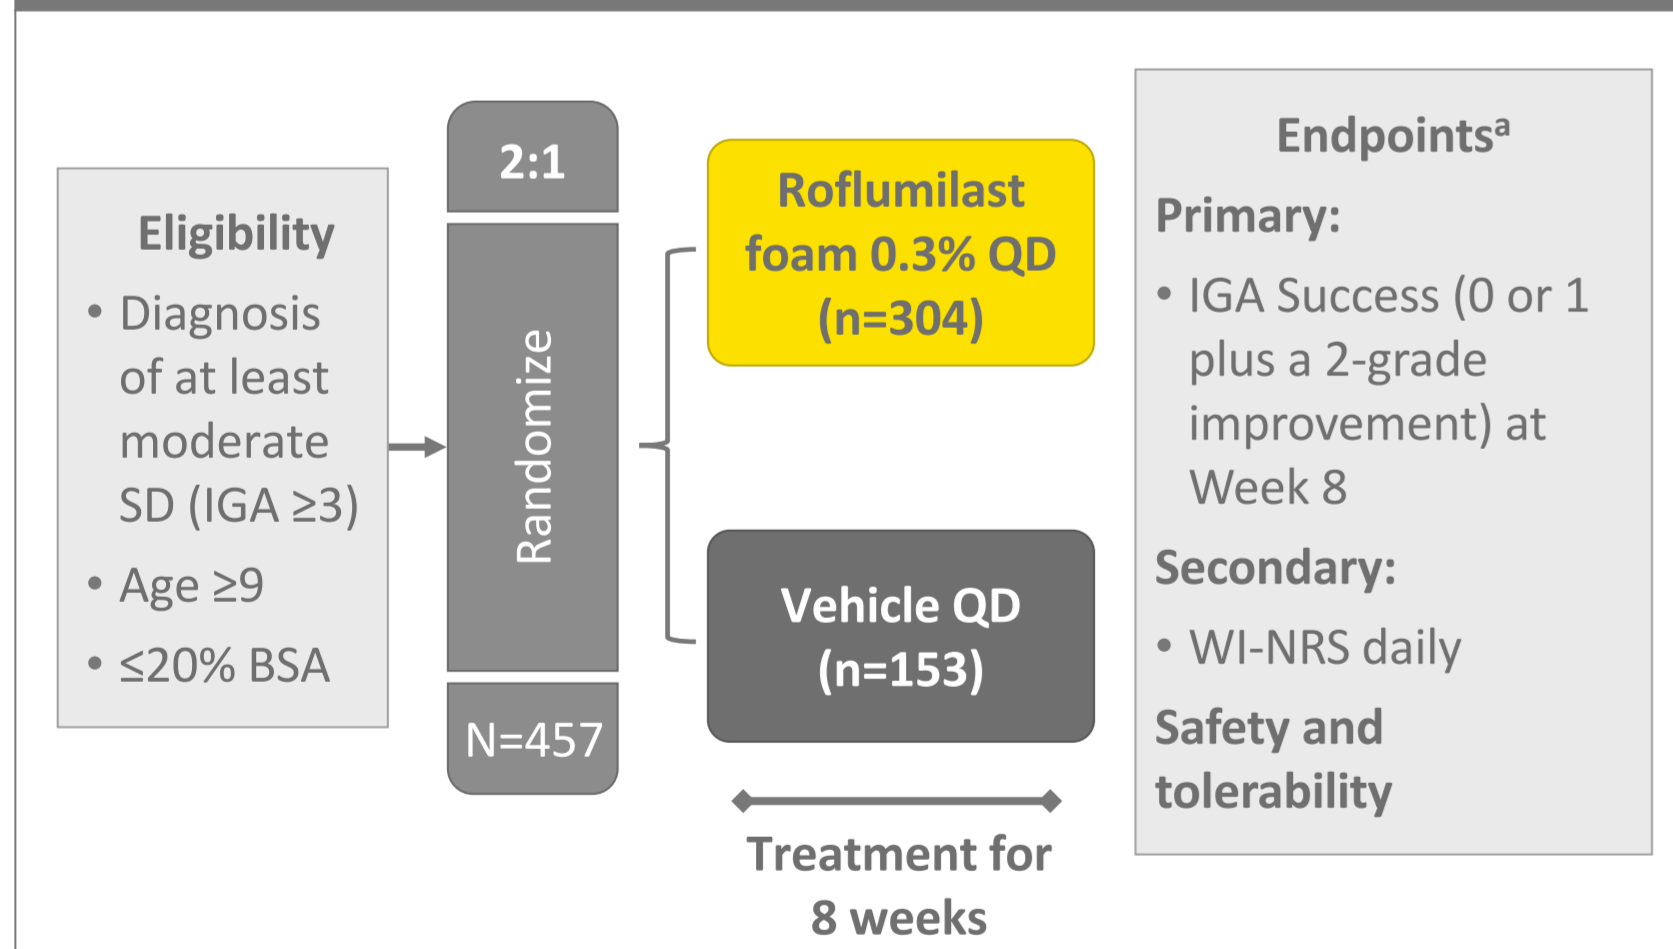 Eligibility
• Diagnosis
of at least
moderate
SD (IGA ≥3)
• Age ≥9
• ≤20% BSA
2:1
Randomize
N=457
Roflumilast
foam 0.3% QD
(n=304)
Vehicle QD
(n=153)
Treatment for
8 weeks
Endpointsᵃ
Primary:
• IGA Success (0 or 1
plus a 2-grade
improvement) at
Week 8
Secondary:
• WI-NRS daily
Safety and
tolerability